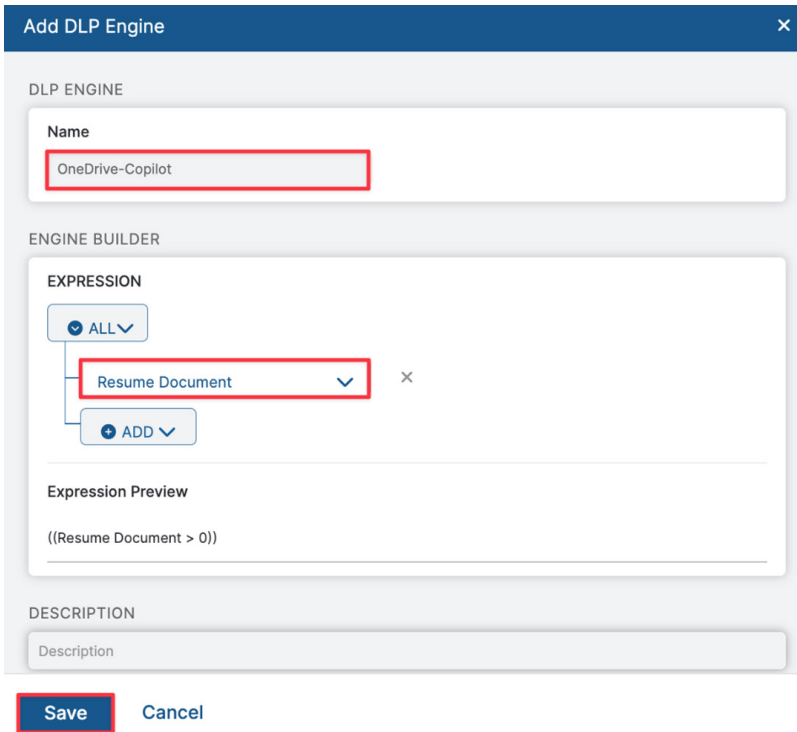 Add DLP Engine
DLP ENGINE
Name
OneDrive-Copilot
ENGINE BUILDER
EXPRESSION
ALL
Resume Document
ADD
Expression Preview
((Resume Document > 0))
DESCRIPTION
Description
Save Cancel